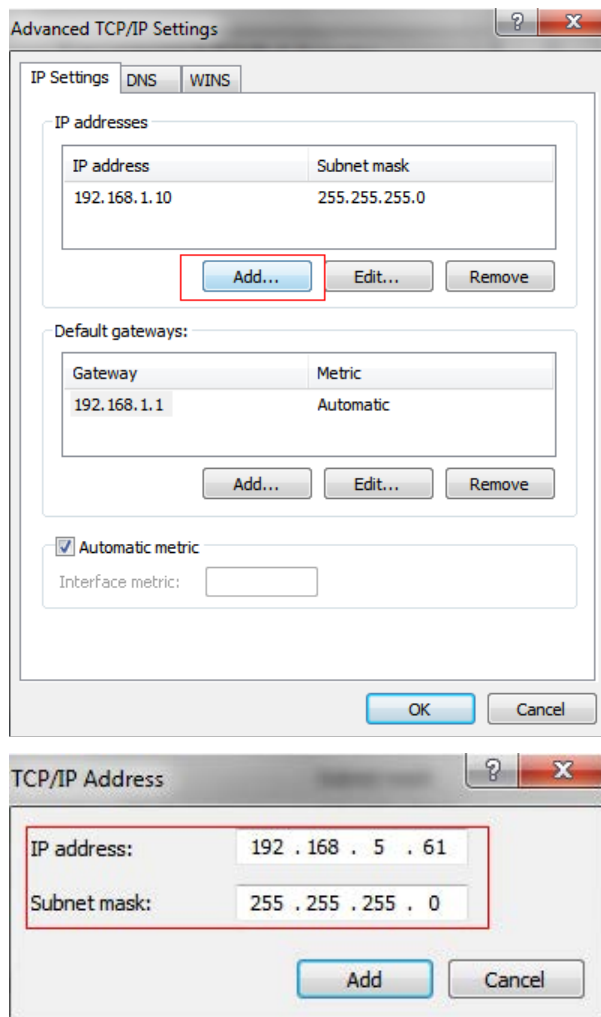 Advanced TCP/IP Settings
IP Settings DNS WINS
IP addresses
IP address Subnet mask
192.168.1.10 255.255.255.0
Add... Edit... Remove
Default gateways:
Gateway Metric
192.168.1.1 Automatic
Add... Edit... Remove
Automatic metric
Interface metric:
OK Cancel
TCP/IP Address
IP address: 192 . 168 . 5 . 61
Subnet mask: 255 . 255 . 255 . 0
Add Cancel